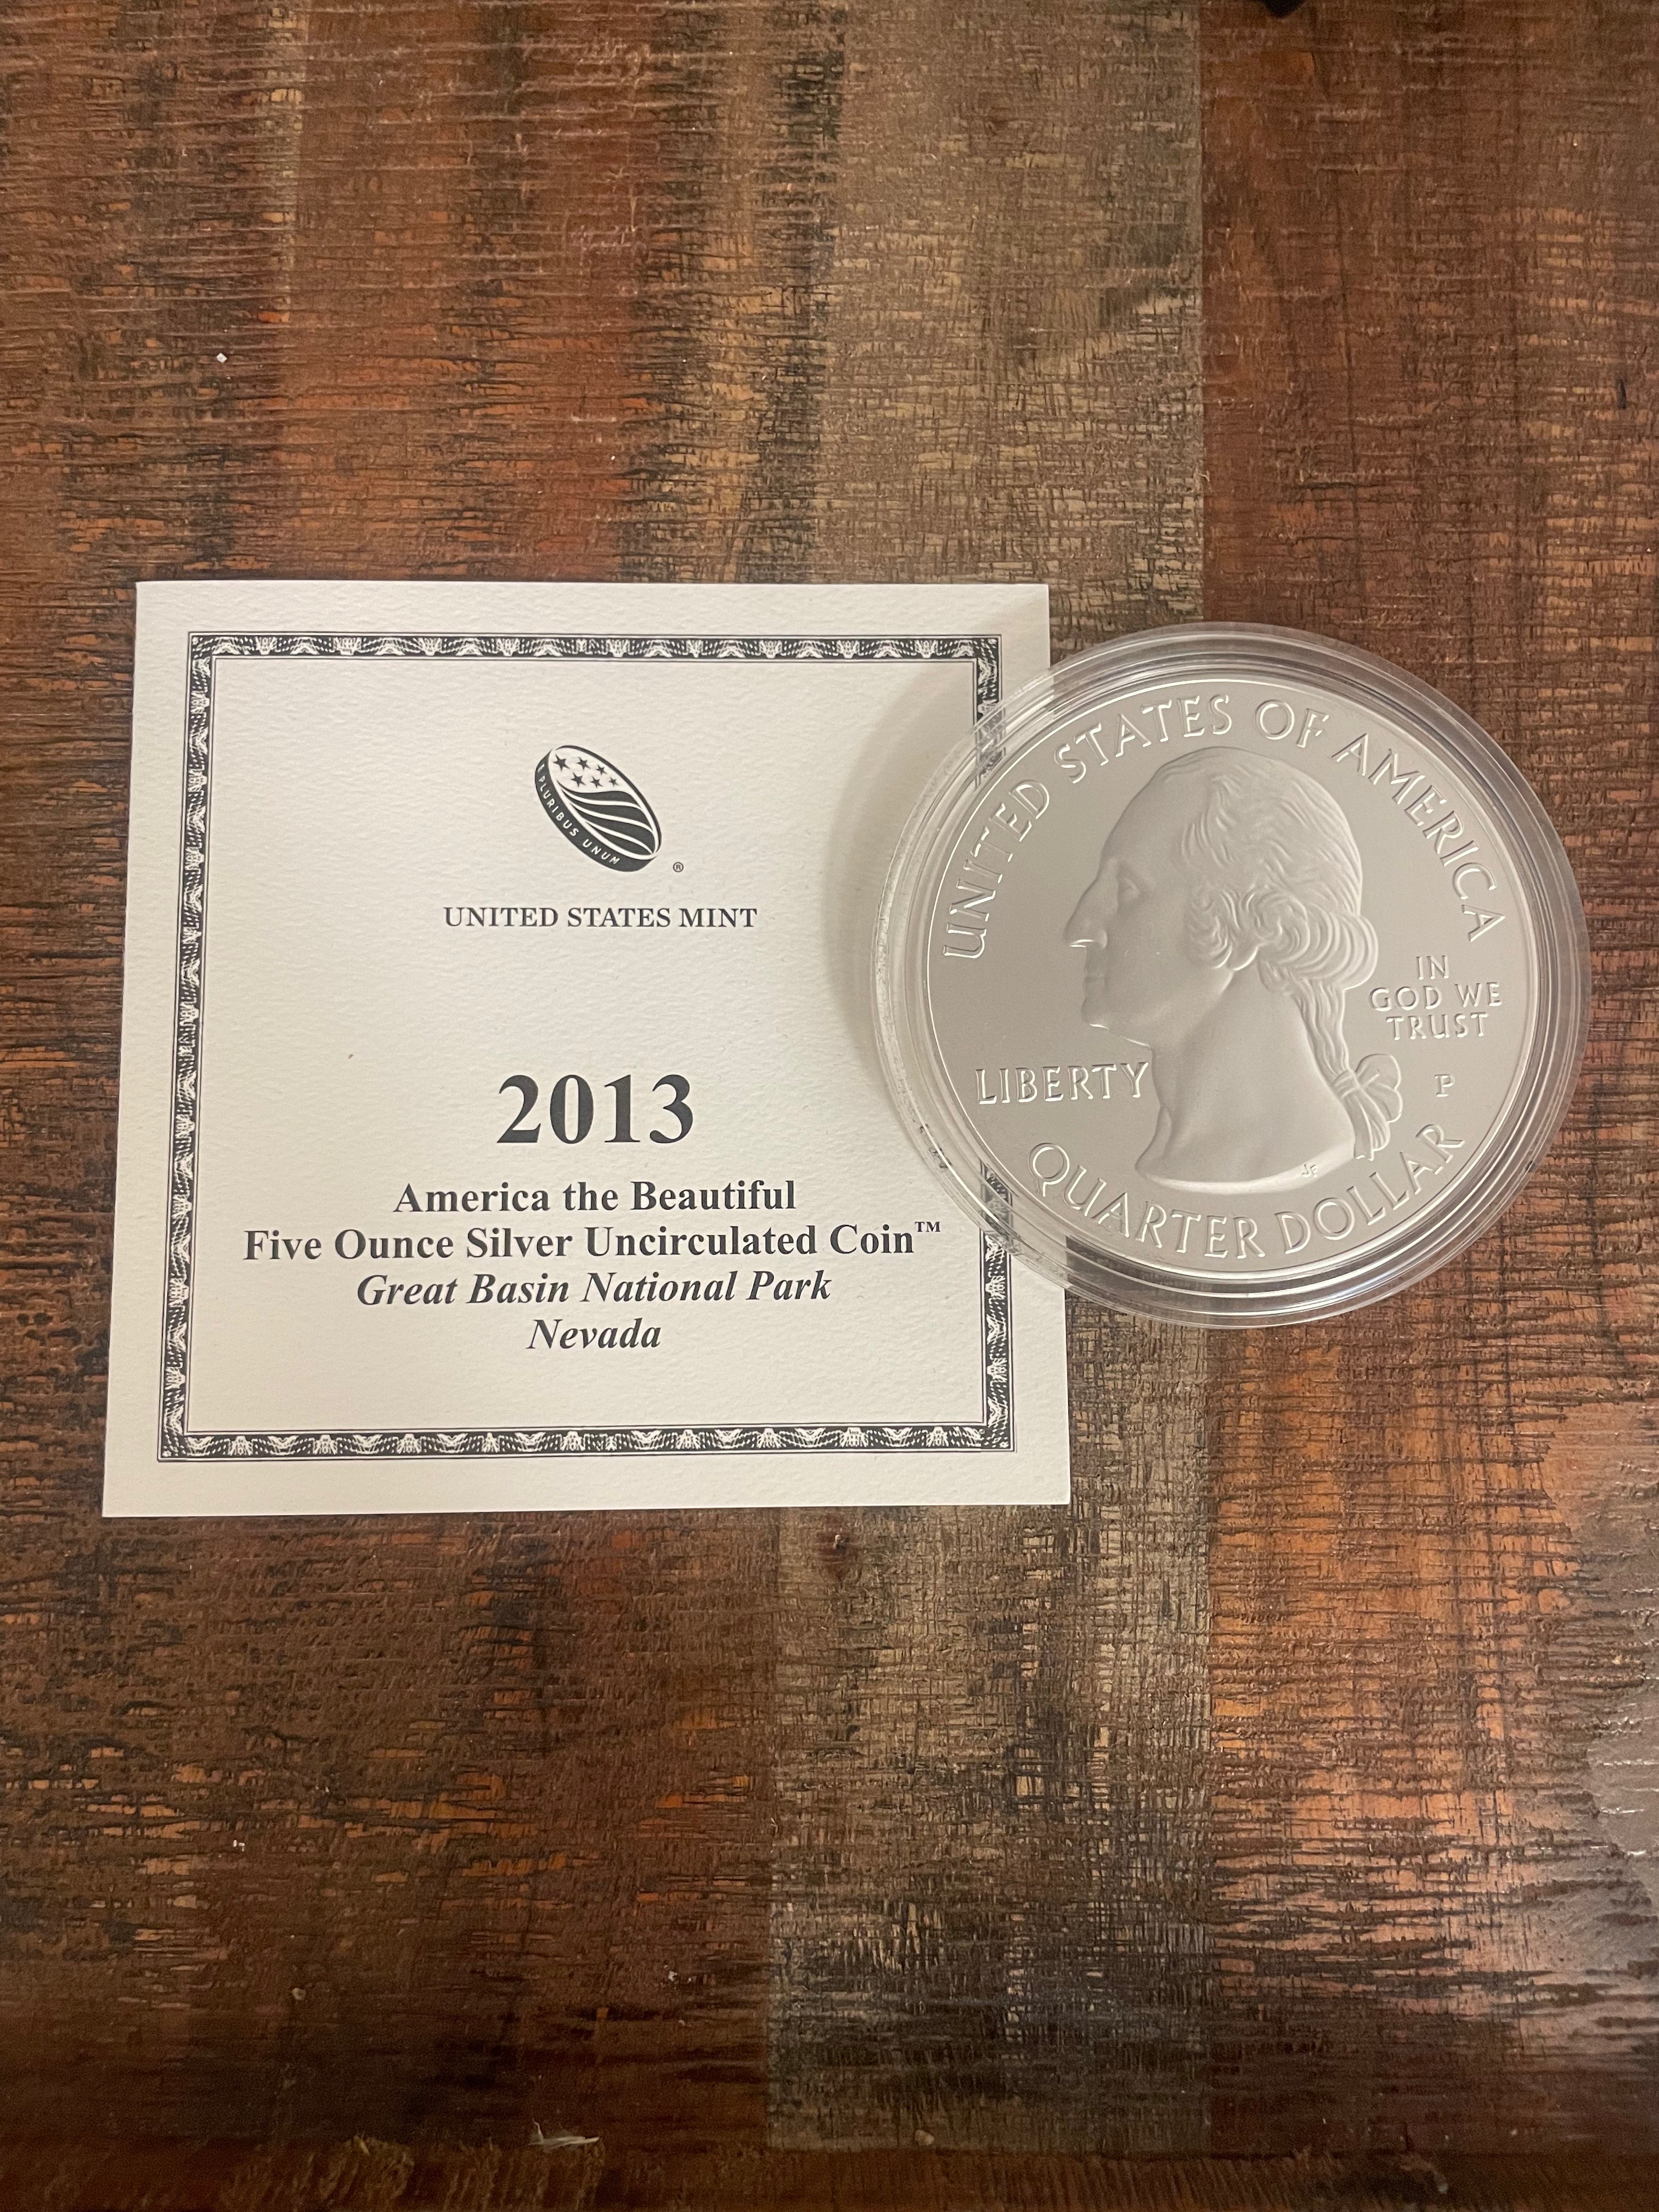 E PLURIBUS UNUM
®
UNITED STATES MINT
2013
America the Beautiful
Five Ounce Silver Uncirculated Coin™
Great Basin National Park
Nevada
UNITED STATES OF AMERICA
IN
GOD WE
TRUST
LIBERTY
P
JF
QUARTER DOLLAR